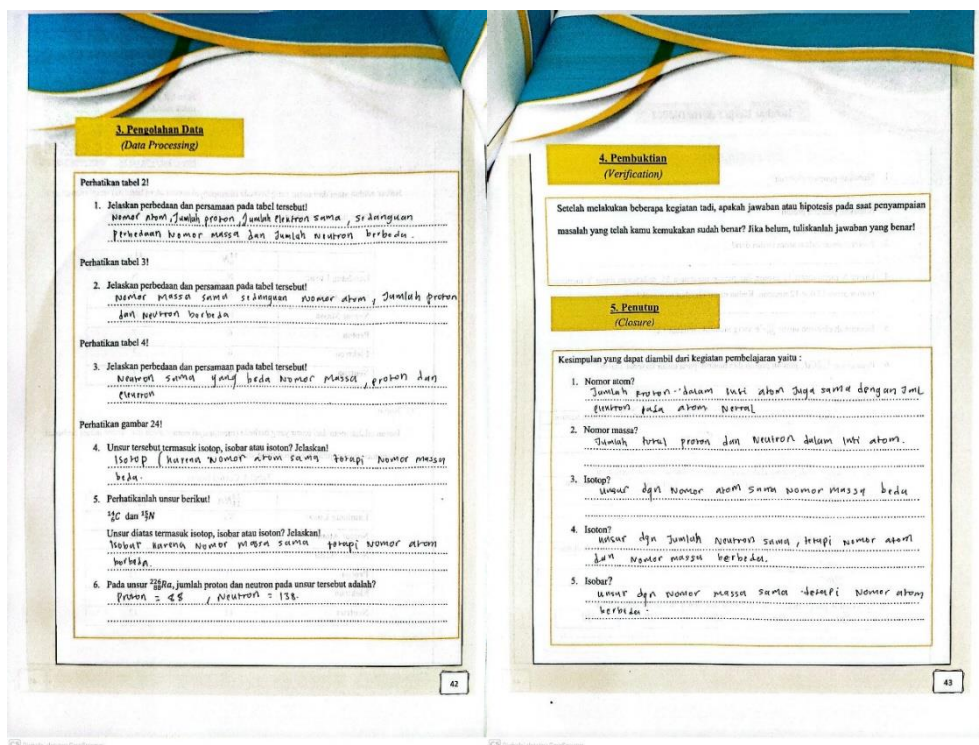 3. Pengolahan Data
(Data Processing)
Perhatikan tabel 2!
1. Jelaskan perbedaan dan persamaan pada tabel tersebut!
Nomor Atom, Jumlah proton, Jumlah elektron sama, sedangkan
perbedaan Nomor massa dan Jumlah Neutron berbeda.
Perhatikan tabel 3!
2. Jelaskan perbedaan dan persamaan pada tabel tersebut!
Nomor Massa sama sedangkan Nomor atom, Jumlah proton
dan Neutron berbeda
Perhatikan tabel 4!
3. Jelaskan perbedaan dan persamaan pada tabel tersebut!
Neutron sama yang beda Nomor Massa, proton dan
elektron
Perhatikan gambar 24!
4. Unsur tersebut termasuk isotop, isobar atau isoton? Jelaskan!
Isotop (karena Nomor atom sama tetapi Nomor massa
beda.
5. Perhatikanlah unsur berikut!
dan
Unsur diatas termasuk isotop, isobar atau isoton? Jelaskan!
Isobar karena Nomor massa sama tetapi Nomor atom
berbeda.
6. Pada unsur ²²⁶₈₈Ra, jumlah proton dan neutron pada unsur tersebut adalah?
, Neutron = 138.
42
4. Pembuktian
(Verification)
Setelah melakukan beberapa kegiatan tadi, apakah jawaban atau hipotesis pada saat penyampaian
masalah yang telah kamu kemukakan sudah benar? Jika belum, tuliskanlah jawaban yang benar!
5. Penutup
(Closure)
Kesimpulan yang dapat diambil dari kegiatan pembelajaran yaitu :
1. Nomor atom?
Jumlah proton dalam inti atom Juga sama dengan Jml
elektron pada atom Netral
2. Nomor massa?
Jumlah total proton dan Neutron dalam inti atom.
3. Isotop?
unsur dgn Nomor atom sama Nomor massa beda
4. Isoton?
unsur dgn Jumlah Neutron sama, tetapi Nomor atom
dan Nomor massa berbeda.
5. Isobar?
unsur dgn Nomor massa sama tetapi Nomor atom
berbeda.
43